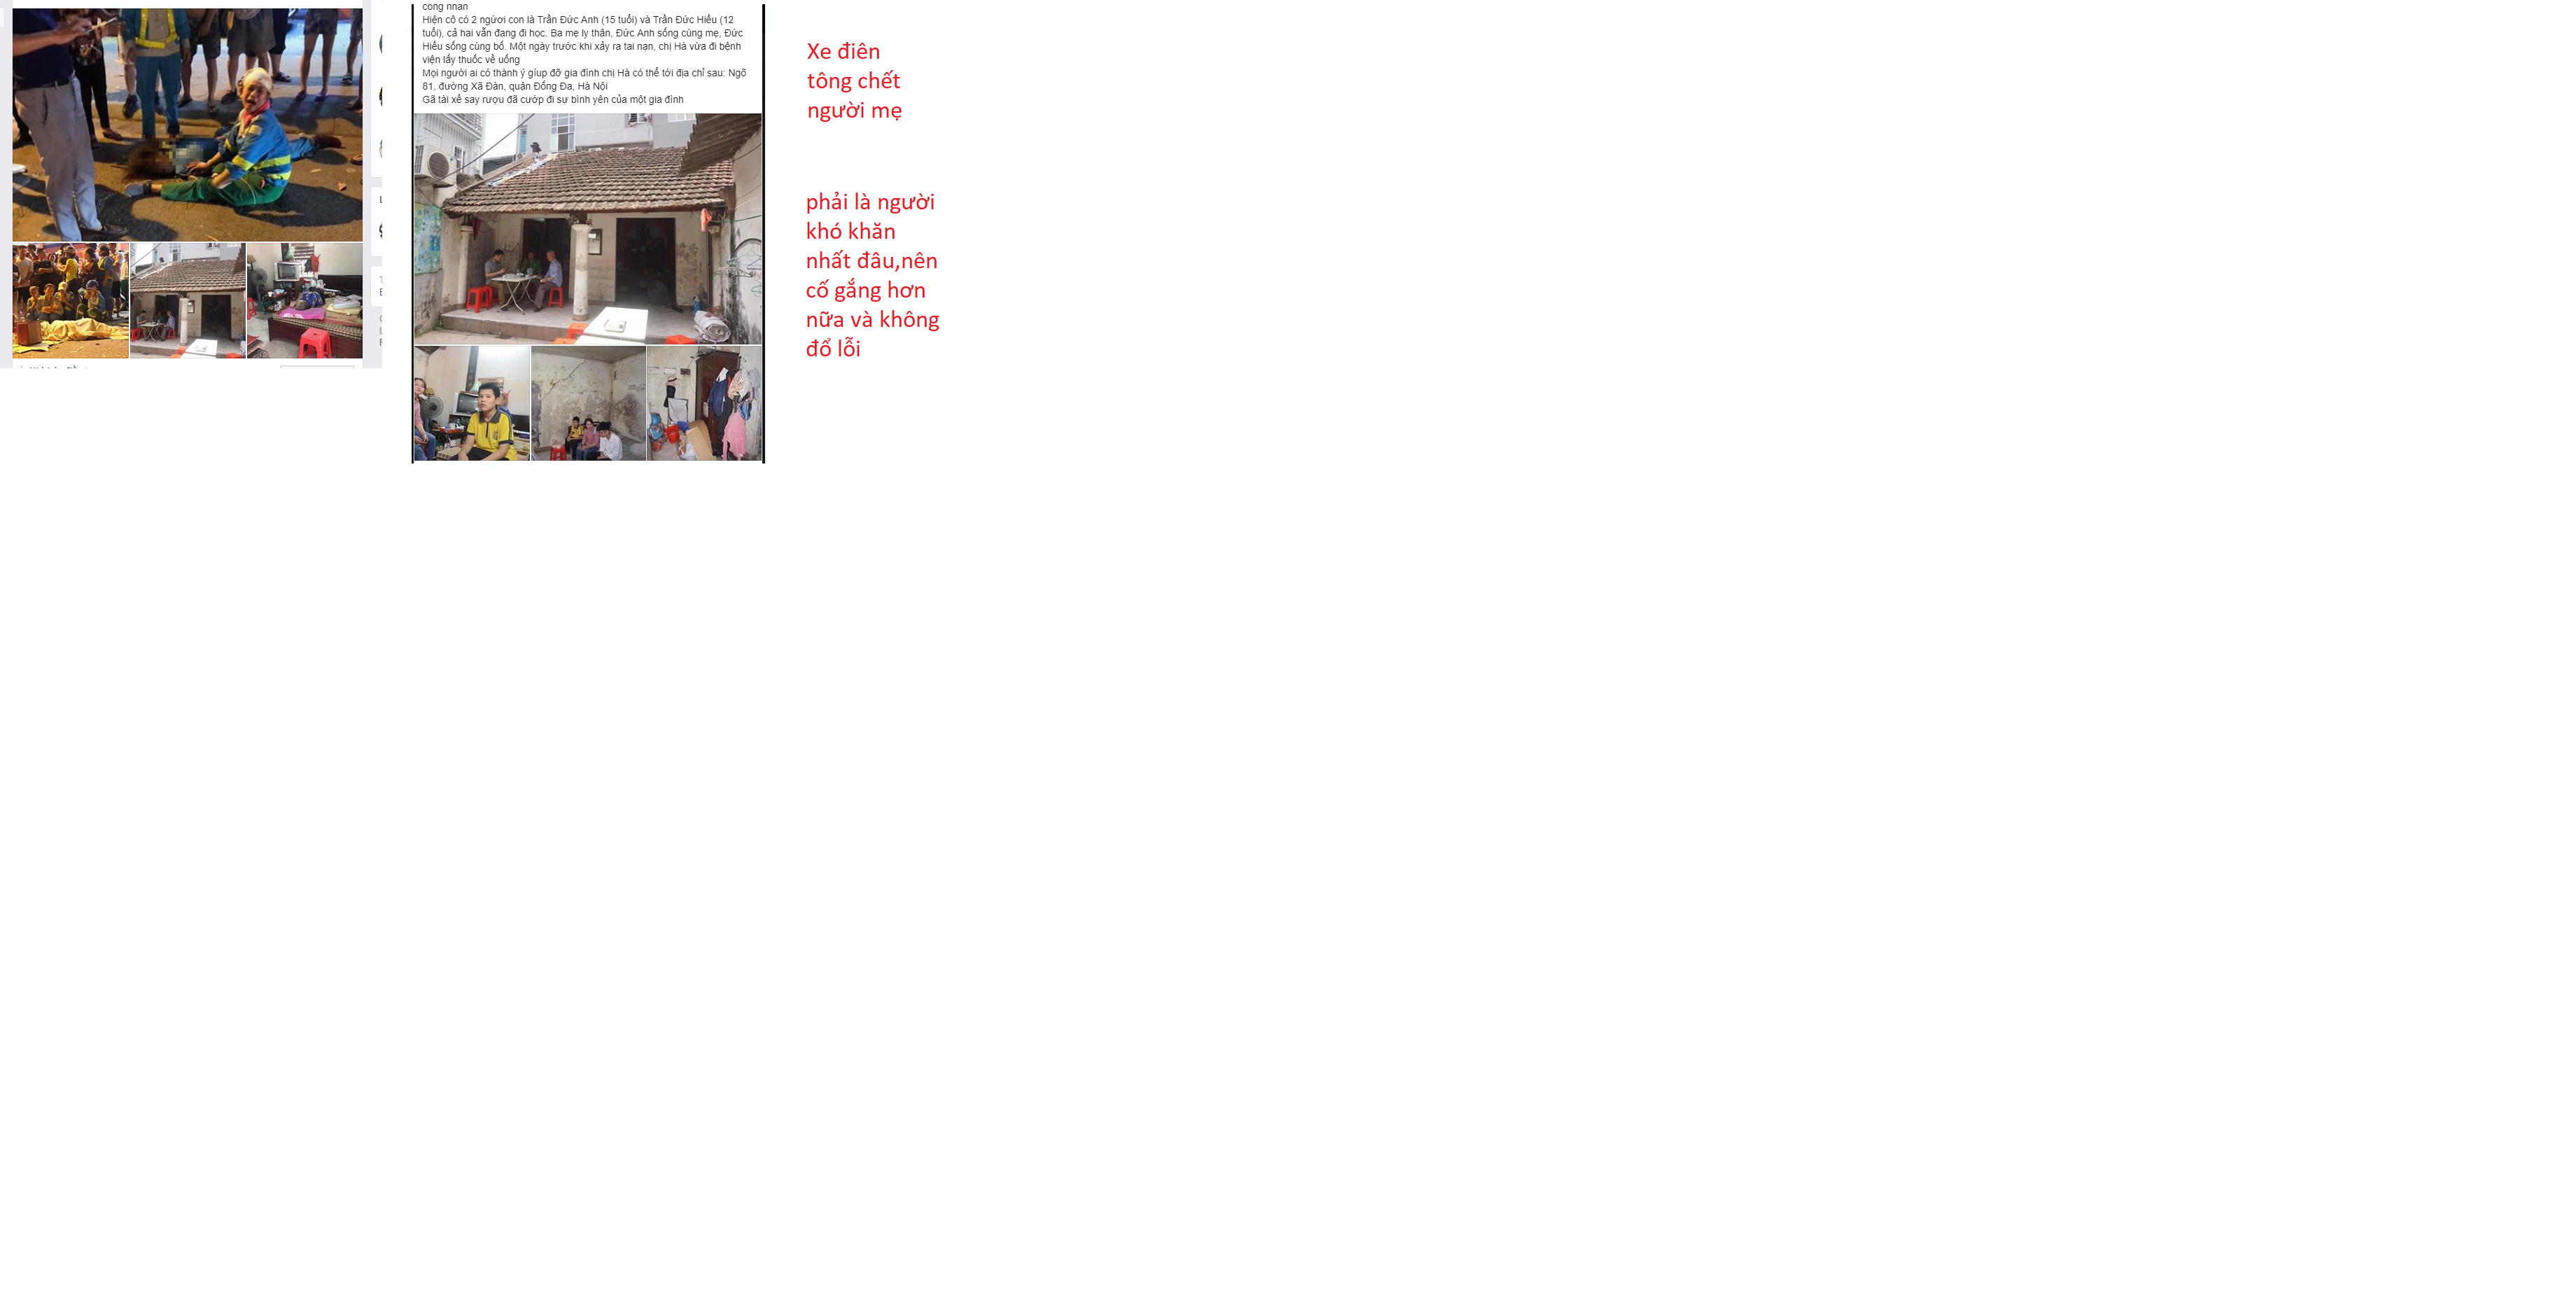 công nhân
Hiện cô có 2 người con là Trần Đức Anh (15 tuổi) và Trần Đức Hiếu (12
tuổi), cả hai vẫn đang đi học. Ba mẹ ly thân, Đức Anh sống cùng mẹ, Đức
Hiếu sống cùng bố. Một ngày trước khi xảy ra tai nạn, chị Hà vừa đi bệnh
viện lấy thuốc về uống
Mọi người ai có thành ý giúp đỡ gia đình chị Hà có thể tới địa chỉ sau: Ngõ
81, đường Xã Đàn, quận Đống Đa, Hà Nội
Gã tài xế say rượu đã cướp đi sự bình yên của một gia đình
Xe điên
tông chết
người mẹ
phải là người
khó khăn
nhất đâu,nên
cố gắng hơn
nữa và không
đổ lỗi